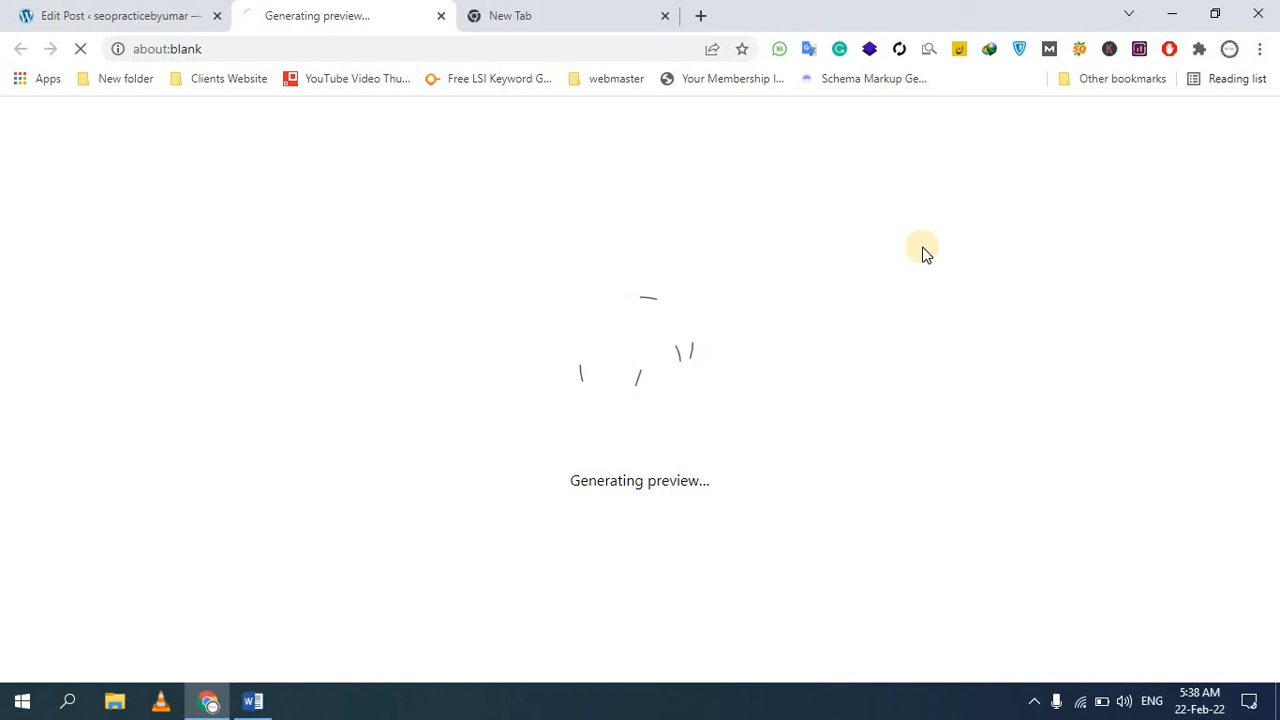 Edit Post ‹ seopracticebyumar —
Generating preview...
New Tab
about:blank
Apps
New folder
Clients Website
YouTube Video Thu...
Free LSI Keyword G...
webmaster
Your Membership I...
Schema Markup Ge...
Other bookmarks
Reading list
Generating preview...
ENG
5:38 AM
22-Feb-22